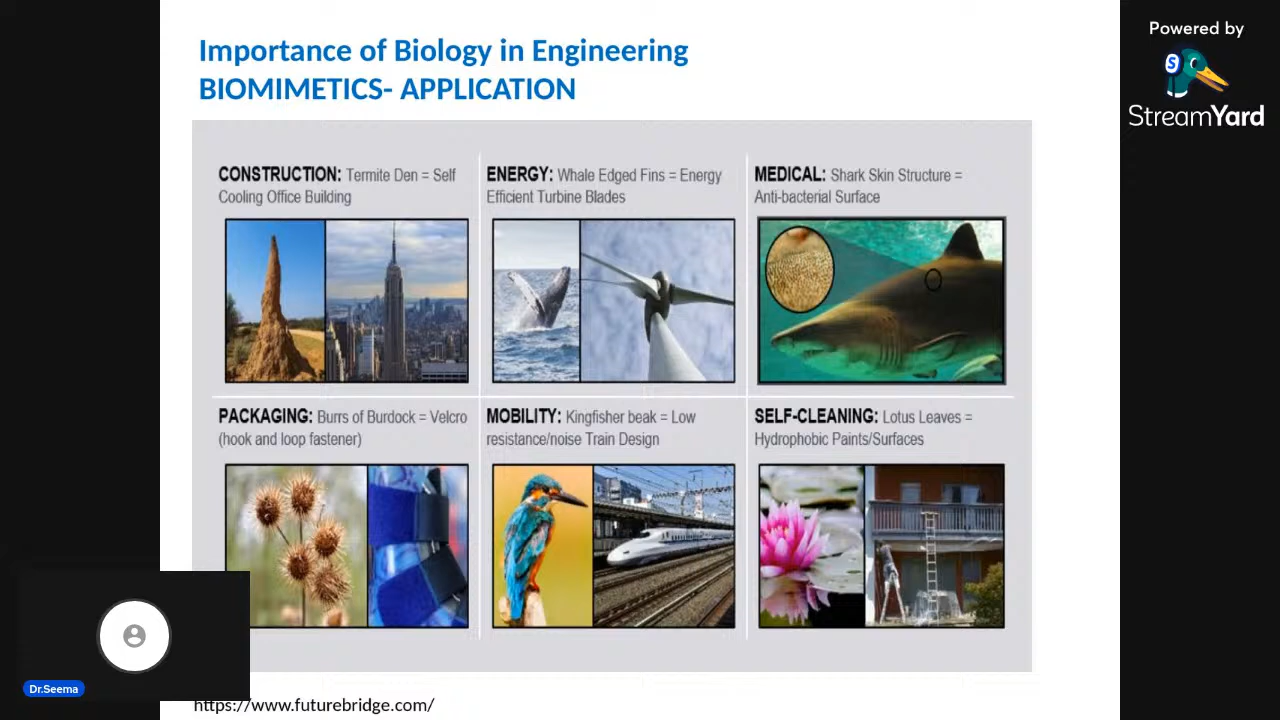 Importance of Biology in Engineering
BIOMIMETICS- APPLICATION
Powered by
StreamYard
CONSTRUCTION: Termite Den = Self
Cooling Office Building
ENERGY: Whale Edged Fins = Energy
Efficient Turbine Blades
MEDICAL: Shark Skin Structure =
Anti-bacterial Surface
PACKAGING: Burrs of Burdock = Velcro
(hook and loop fastener)
MOBILITY: Kingfisher beak = Low
resistance/noise Train Design
SELF-CLEANING: Lotus Leaves =
Hydrophobic Paints/Surfaces
Dr.Seema
https://www.futurebridge.com/